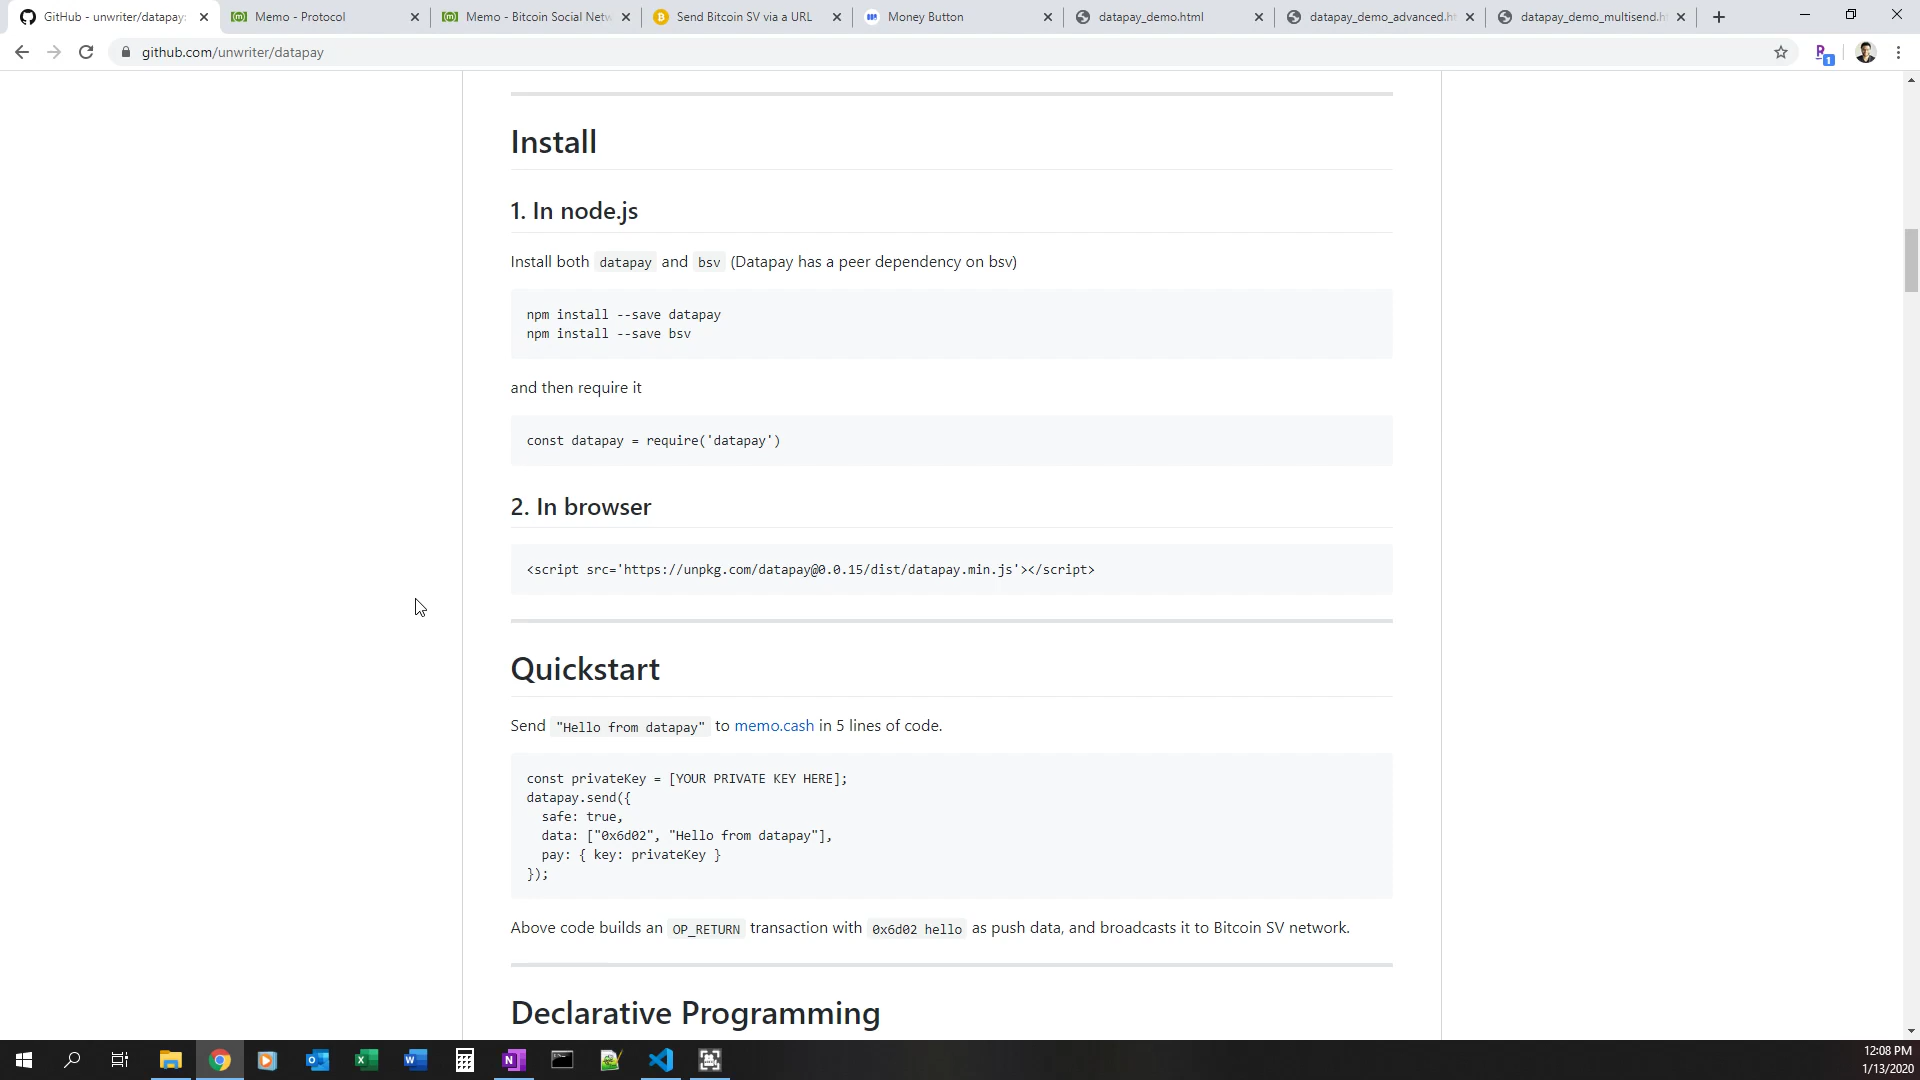 GitHub - unwriter/datapay:
Memo - Protocol
Memo - Bitcoin Social Netw
Send Bitcoin SV via a URL
Money Button
datapay_demo.html
datapay_demo_advanced.ht
datapay_demo_multisend.ht
github.com/unwriter/datapay
1
Install
1. In node.js
Install both datapay and bsv (Datapay has a peer dependency on bsv)
npm install --save datapay
npm install --save bsv
and then require it
const datapay = require('datapay')
2. In browser
<script src='https://unpkg.com/datapay@0.0.15/dist/datapay.min.js'></script>
Quickstart
Send "Hello from datapay" to memo.cash in 5 lines of code.
const privateKey = [YOUR PRIVATE KEY HERE];
datapay.send({
safe: true,
data: ["0x6d02", "Hello from datapay"],
pay: { key: privateKey }
});
Above code builds an OP_RETURN transaction with 0x6d02 hello as push data, and broadcasts it to Bitcoin SV network.
Declarative Programming
12:08 PM
1/13/2020